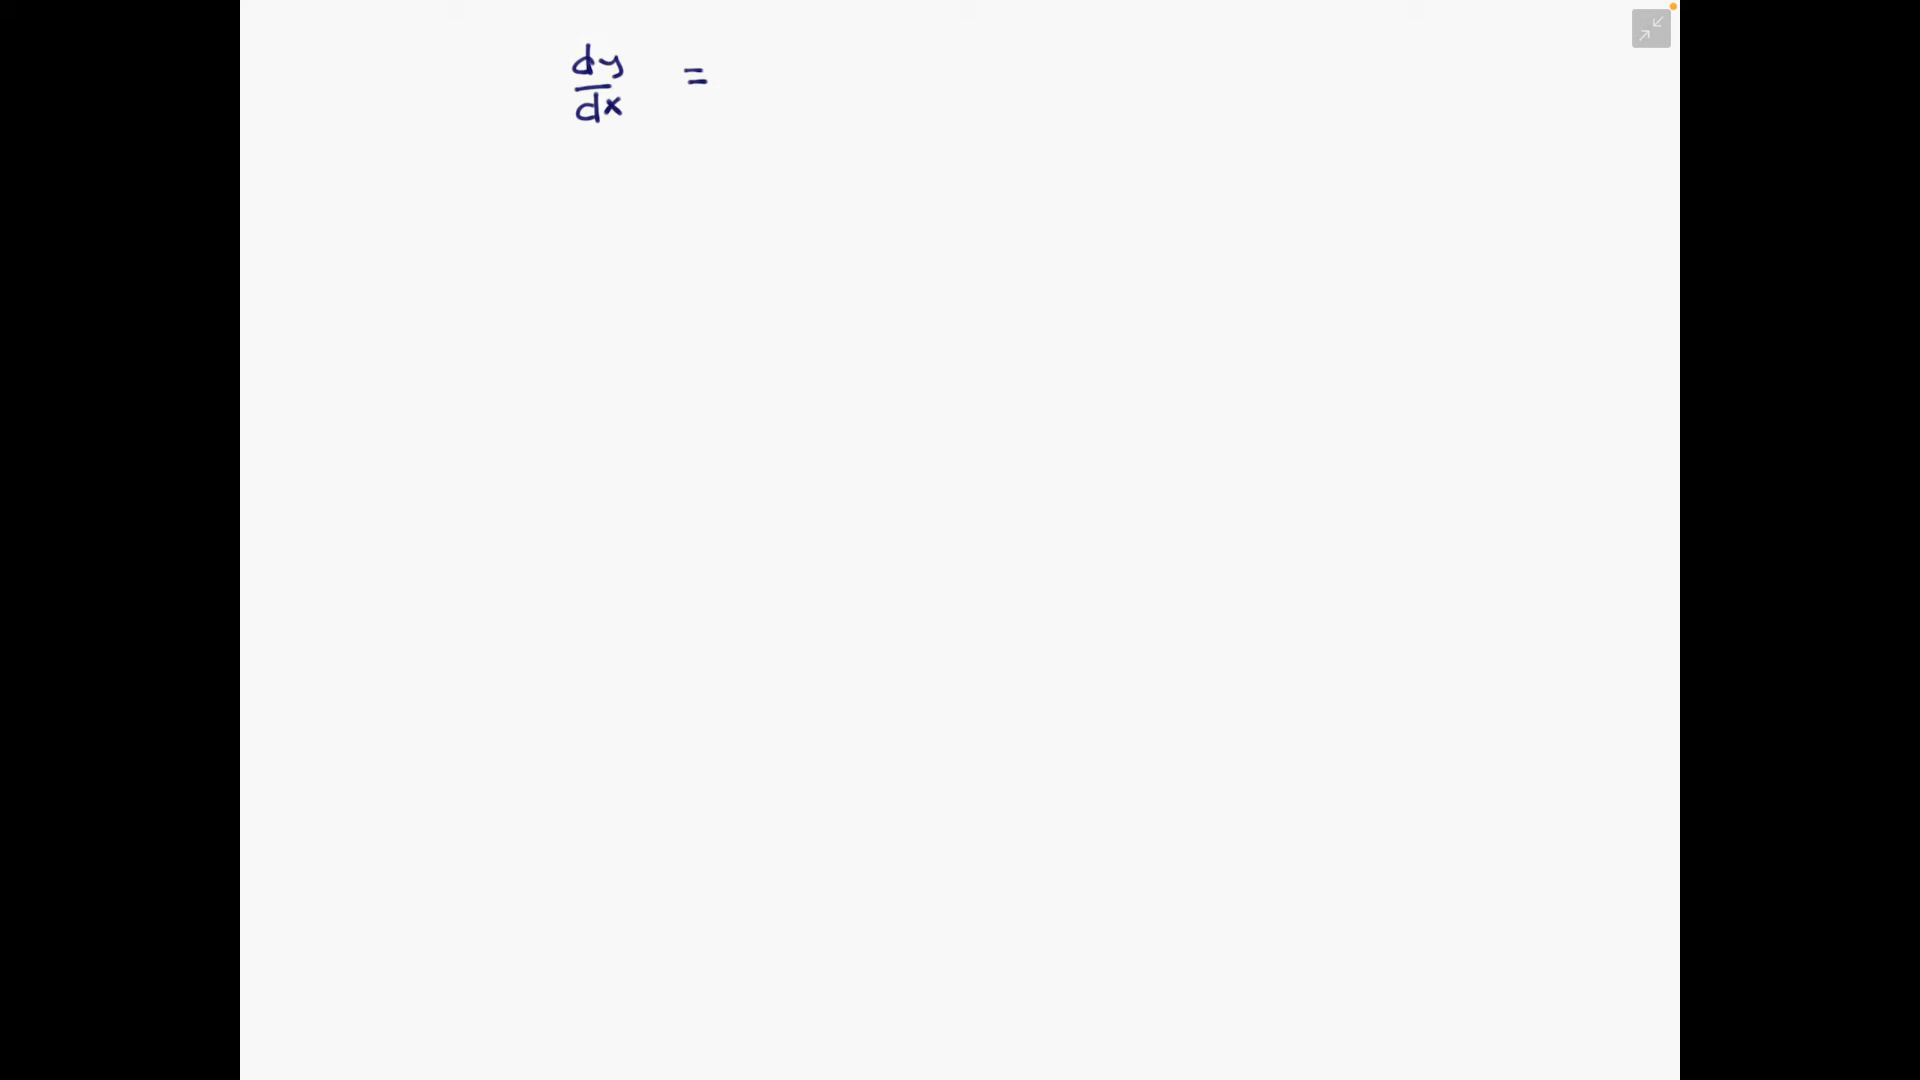 dy/dx =